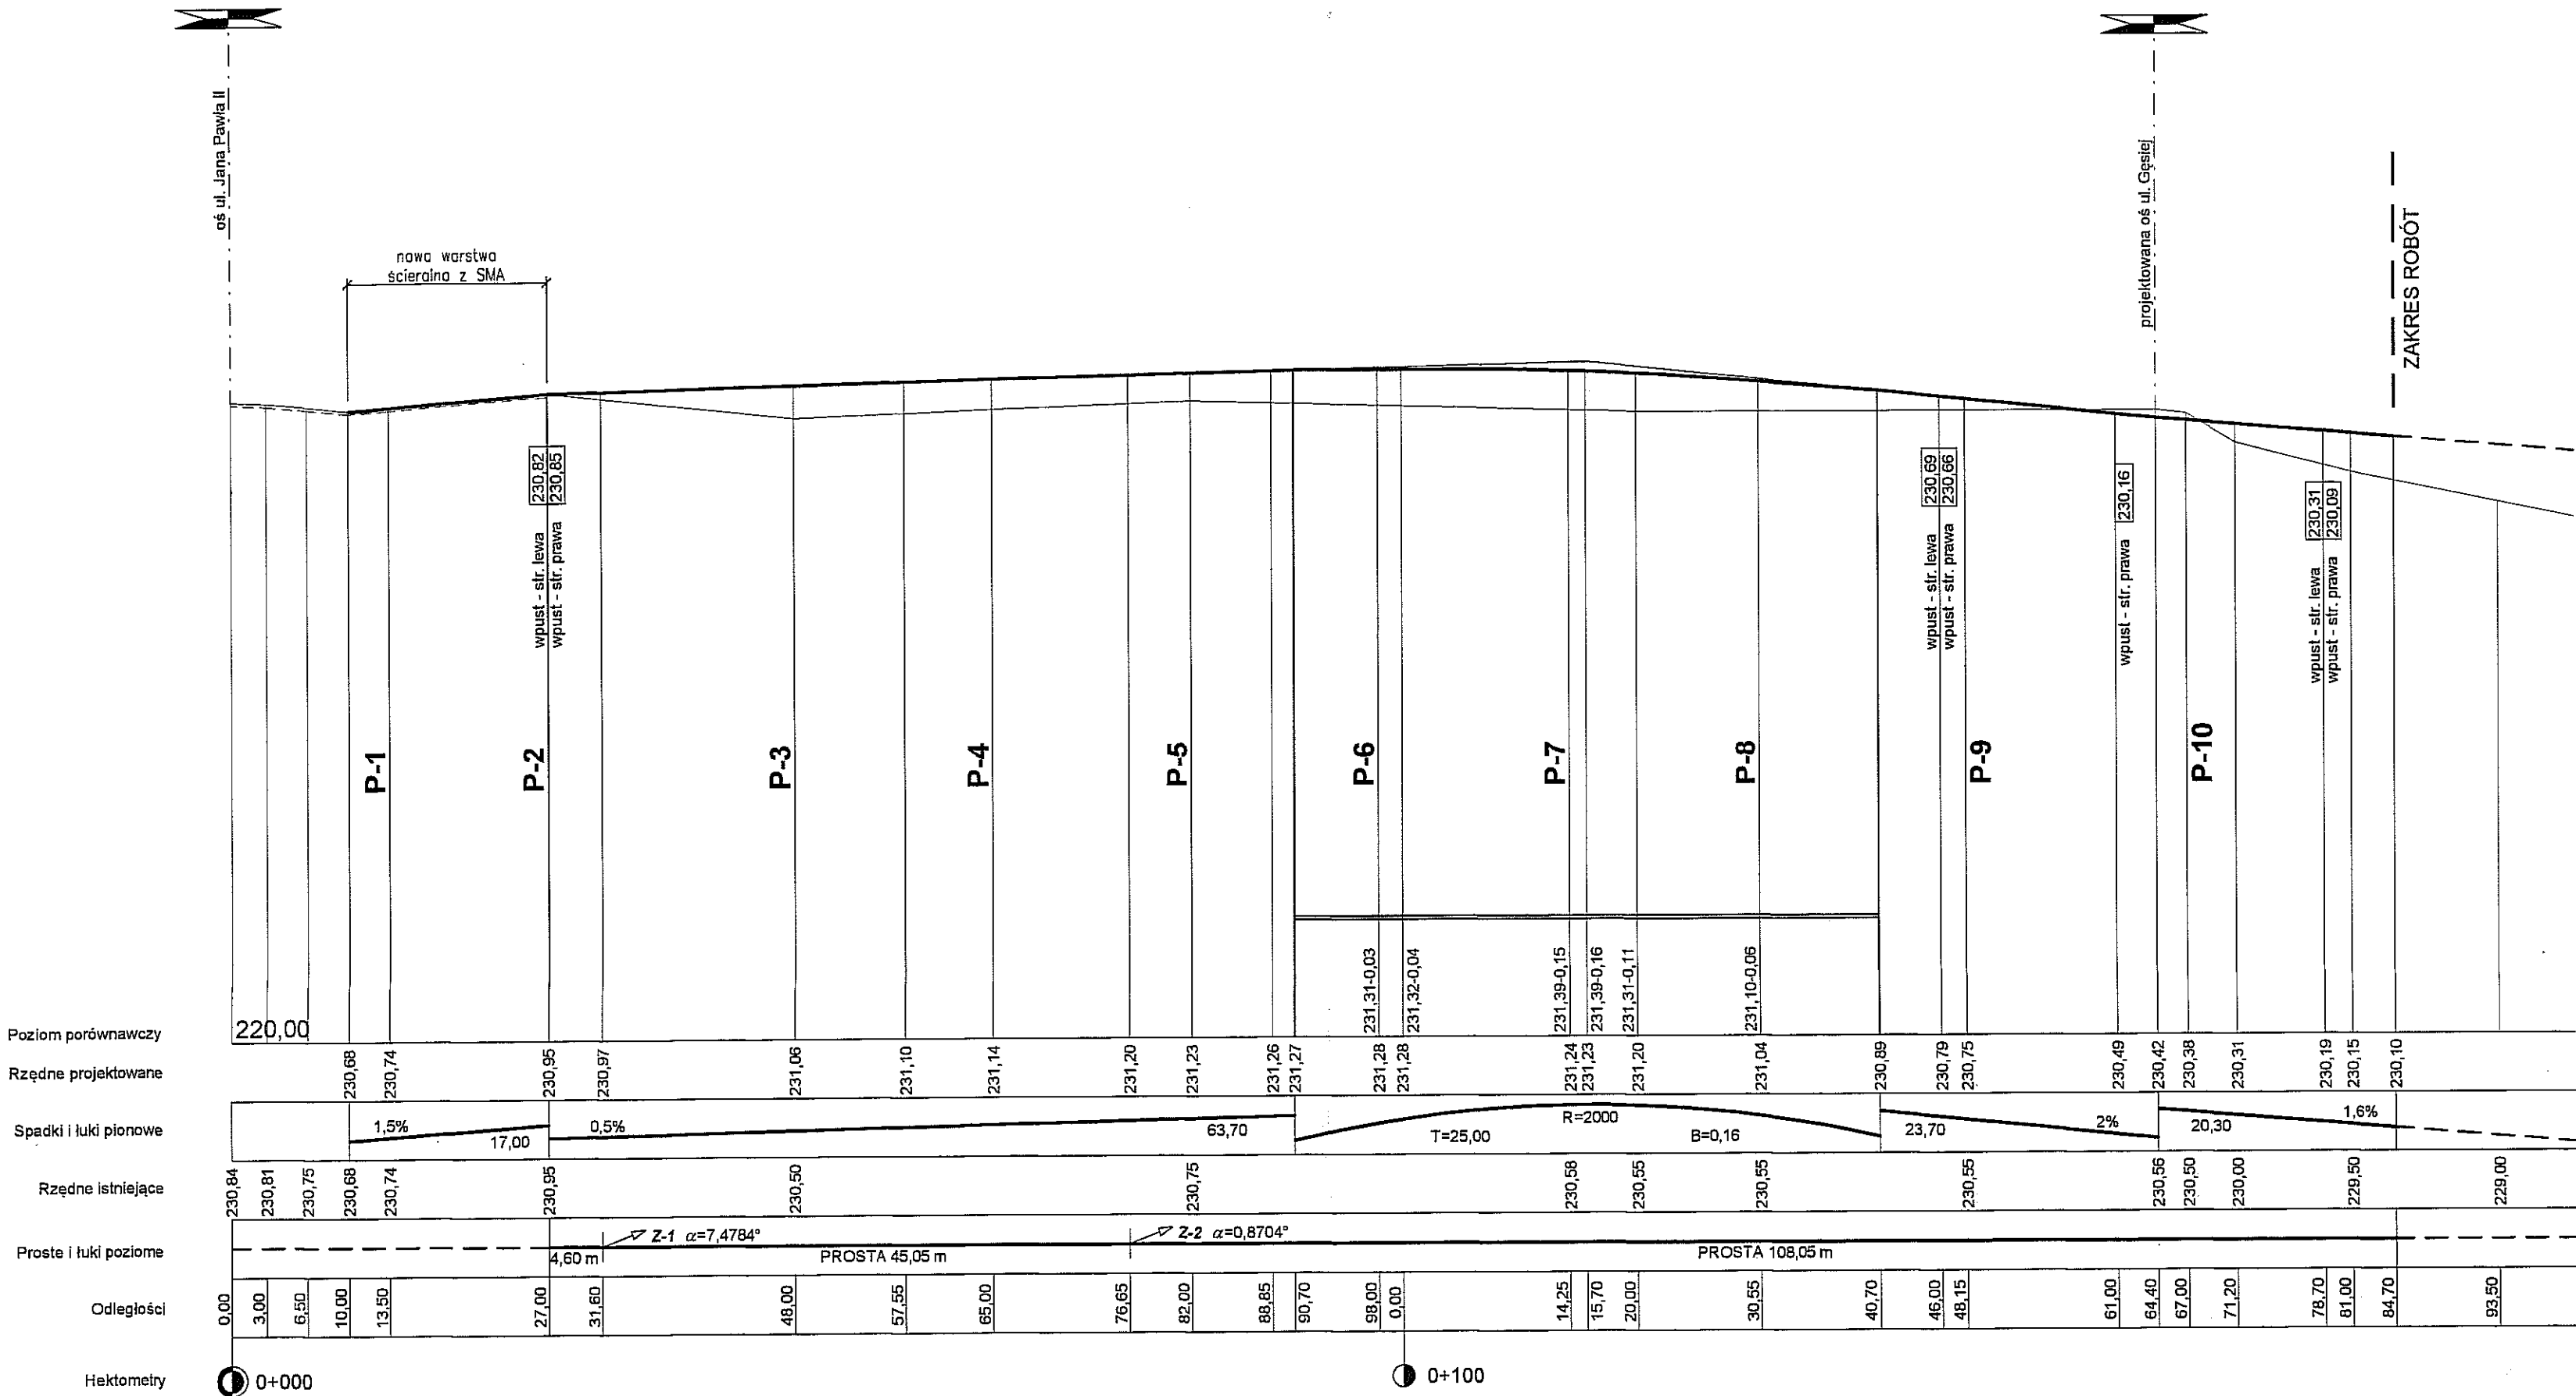 oś ul. Jana Pawła II
projektowana oś ul. Gęsiej
ZAKRES ROBÓT
nowa warstwa
ścieralna z SMA
230,82
230,85
wpust - str. lewa
wpust - str. prawa
230,69
230,66
wpust - str. lewa
wpust - str. prawa
230,16
wpust - str. prawa
230,31
230,09
wpust - str. lewa
wpust - str. prawa
P-1
P-2
P-3
P-4
P-5
P-6
P-7
P-8
P-9
P-10
231,31-0,03
231,32-0,04
231,39-0,15
231,39-0,16
231,31-0,11
231,10-0,06
Poziom porównawczy 220,00
Rzędne projektowane 230,68 230,74 230,95 230,97 231,06 231,10 231,14 231,20 231,23 231,26 231,27 231,28 231,28 231,24 231,23 231,20 231,04 230,89 230,79 230,75 230,49 230,42 230,38 230,31 230,19 230,15 230,10
Spadki i łuki pionowe 1,5% 17,00 0,5% 63,70 T=25,00 R=2000 B=0,16 23,70 2% 20,30 1,6%
Rzędne istniejące 230,84 230,81 230,75 230,68 230,74 230,95 230,50 230,75 230,58 230,55 230,55 230,55 230,56 230,50 230,00 229,50 229,00
Proste i łuki poziome 4,60 m Z-1 α=7,4784° PROSTA 45,05 m Z-2 α=0,8704° PROSTA 108,05 m
Odległości 0,00 3,00 6,50 10,00 13,50 27,00 31,60 48,00 57,55 65,00 76,65 82,00 88,85 90,70 98,00 0,00 14,25 15,70 20,00 30,55 40,70 46,00 48,15 61,00 64,40 67,00 71,20 78,70 81,00 84,70 93,50
Hektometry 0+000 0+100